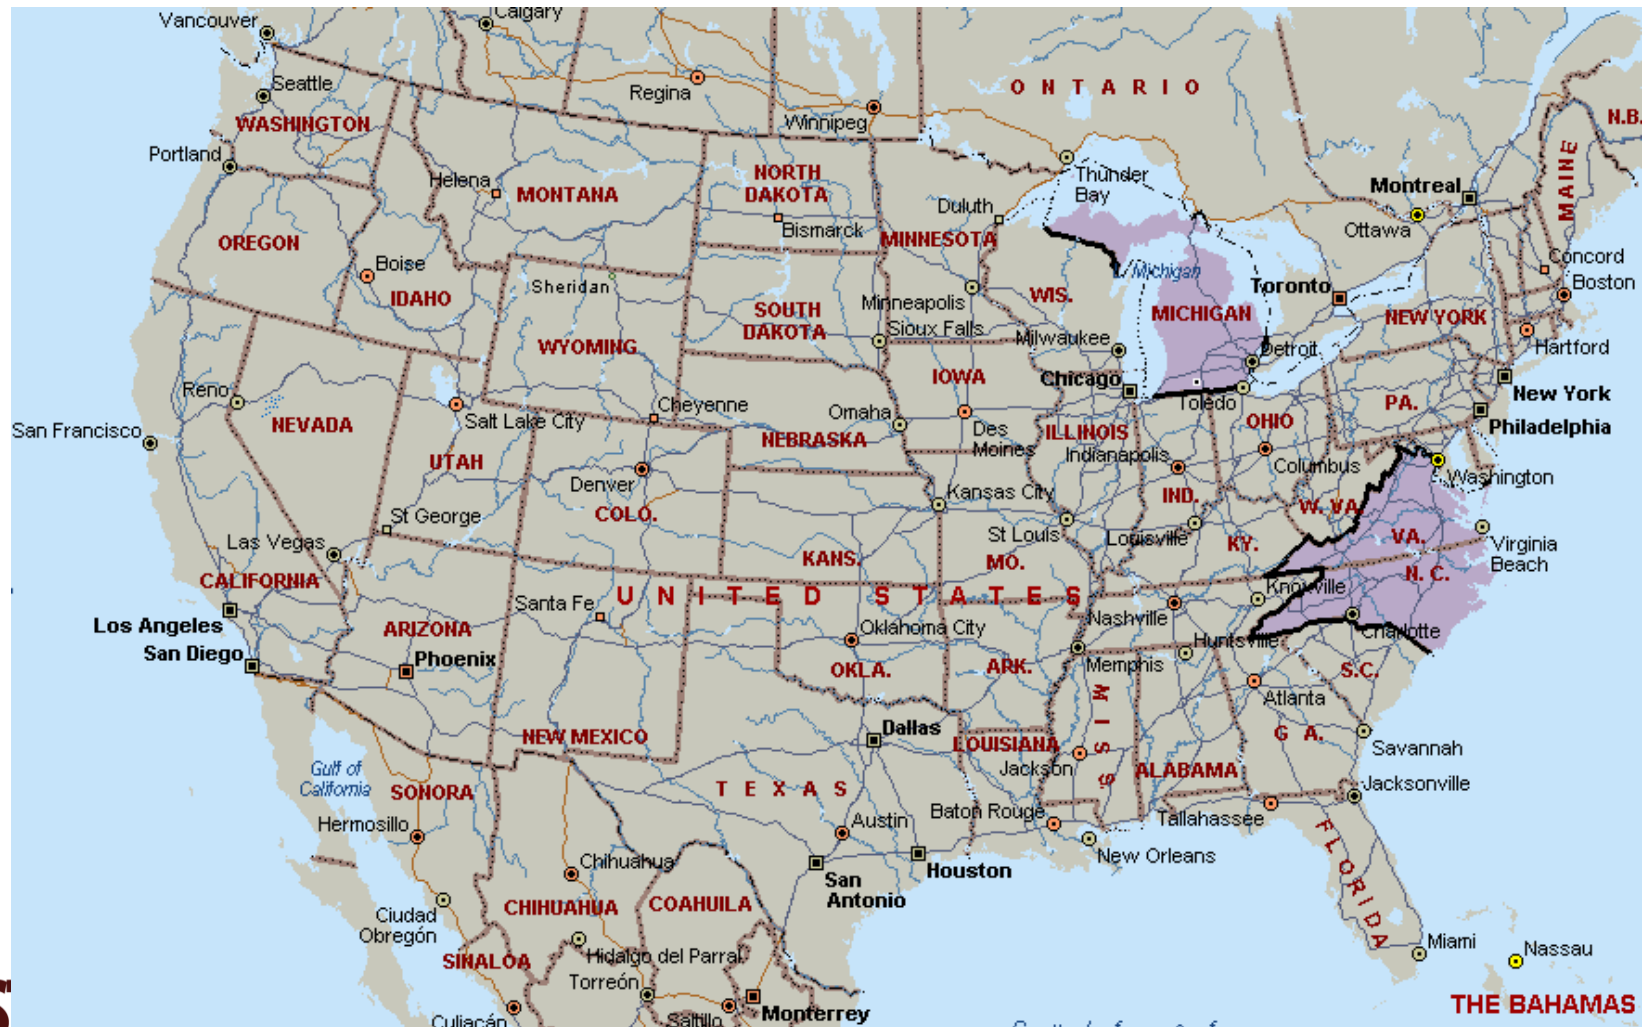 Vancouver
Calgary
Seattle
Regina
ONTARIO
Winnipeg
WASHINGTON
N.B.
Portland
Helena
MONTANA
NORTH
DAKOTA
Thunder
Bay
Montreal
MAINE
Duluth
Bismarck
Ottawa
OREGON
MINNESOTA
Boise
Concord
Michigan
Sheridan
IDAHO
Minneapolis
WIS.
Toronto
Boston
SOUTH
DAKOTA
MICHIGAN
NEW YORK
Sioux Falls
WYOMING
Milwaukee
Detroit
Hartford
IOWA
Chicago
Reno
Cheyenne
Omaha
Toledo
PA.
New York
Salt Lake City
NEVADA
Des
Moines
OHIO
Philadelphia
San Francisco
NEBRASKA
ILLINOIS
UTAH
Indianapolis
Columbus
Denver
Washington
Kansas City
IND.
COLO.
St George
St Louis
W. VA.
Las Vegas
Louisville
KY.
VA.
Virginia
Beach
KANS.
MO.
CALIFORNIA
N. C.
Knoxville
UNITED STATES
Santa Fe
Nashville
Los Angeles
ARIZONA
Oklahoma City
Huntsville
Charlotte
San Diego
Phoenix
OKLA.
ARK.
Memphis
S.C.
Atlanta
MISS.
NEW MEXICO
Dallas
LOUISIANA
G A.
Savannah
Gulf of
California
Jackson
ALABAMA
SONORA
TEXAS
Jacksonville
Hermosillo
Austin
Baton Rouge
Tallahassee
Chihuahua
New Orleans
San
Antonio
Houston
FLORIDA
CHIHUAHUA
COAHUILA
Ciudad
Obregón
Miami
Nassau
SINALOA
Hidalgo del Parral
Torreón
THE BAHAMAS
Culiacán
Saltillo
Monterrey